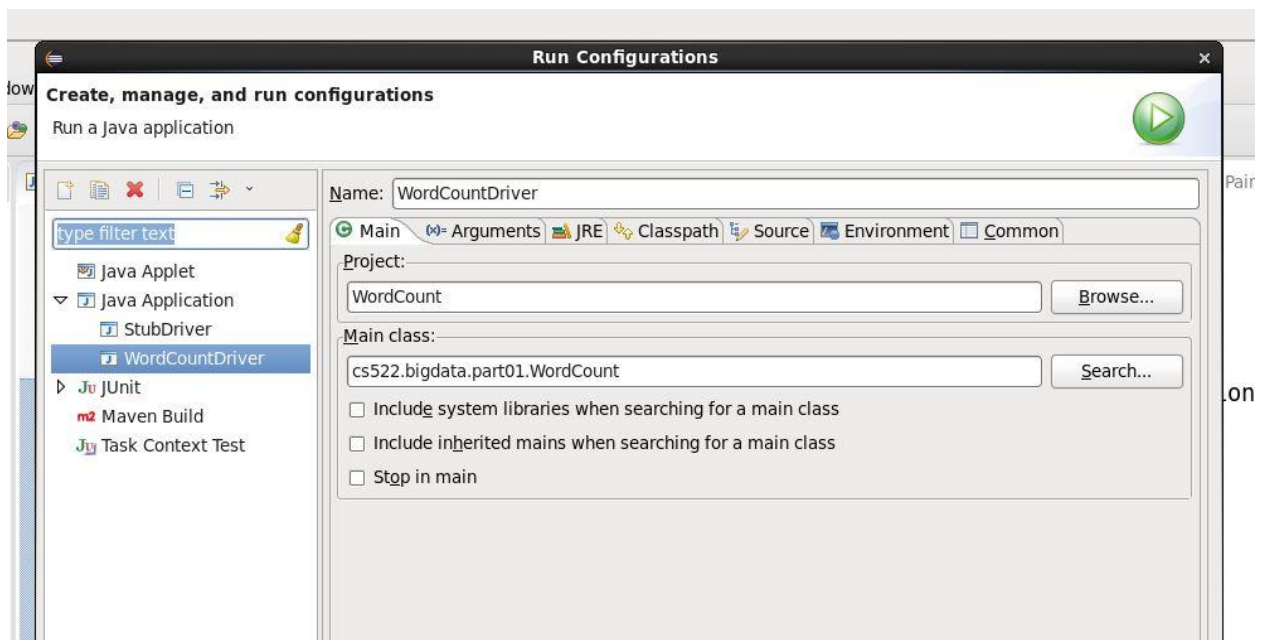 Run Configurations
Create, manage, and run configurations
Run a Java application
Name: WordCountDriver
type filter text
Java Applet
Java Application
StubDriver
WordCountDriver
JUnit
Maven Build
Task Context Test
Main (x)= Arguments JRE Classpath Source Environment Common
Project:
WordCount
Browse...
Main class:
cs522.bigdata.part01.WordCount
Search...
Include system libraries when searching for a main class
Include inherited mains when searching for a main class
Stop in main